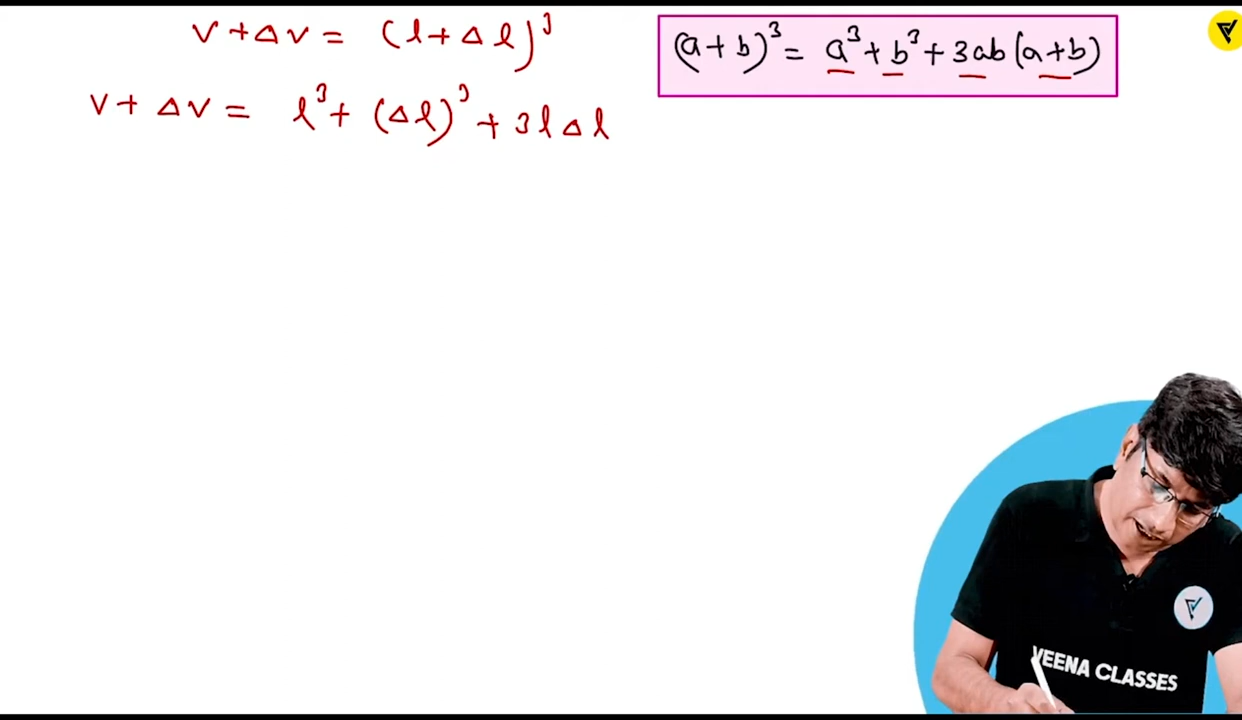 v + Δv = (l + Δl)³
(a + b)³ = a³ + b³ + 3ab(a + b)
v + Δv = l³ + (Δl)³ + 3lΔl
VEENA CLASSES